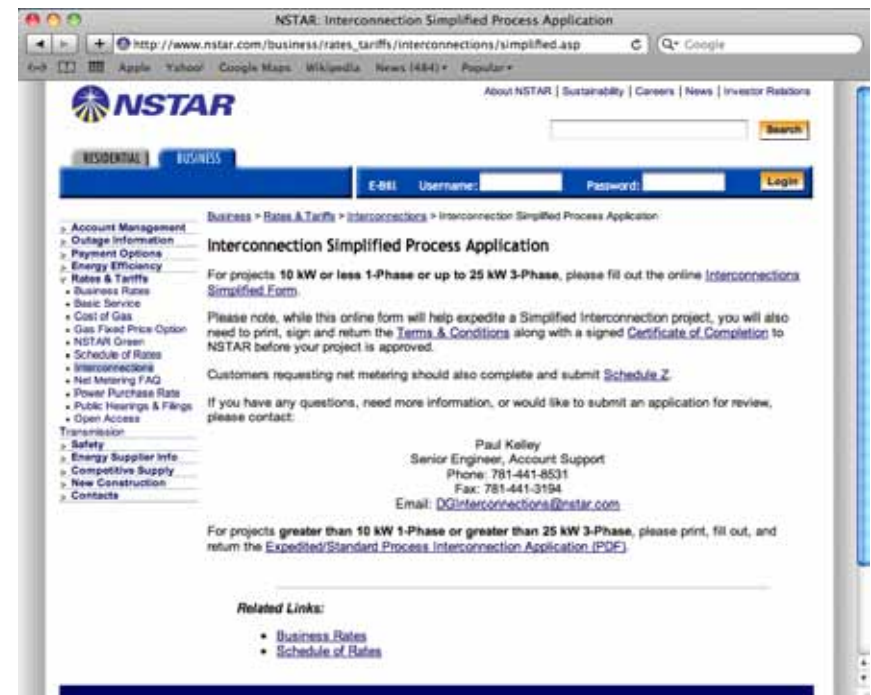 NSTAR: Interconnection Simplified Process Application
http://www.nstar.com/business/rates_tariffs/interconnections/simplified.asp
Google
Apple Yahoo! Google Maps Wikipedia News (484) Popular
NSTAR
About NSTAR | Sustainability | Careers | News | Investor Relations
Search
RESIDENTIAL BUSINESS
E-Bill Username: Password: Login
Business > Rates & Tariffs > Interconnections > Interconnection Simplified Process Application
Account Management
Outage Information
Payment Options
Energy Efficiency
Rates & Tariffs
Business Rates
Basic Service
Cost of Gas
Gas Fixed Price Option
NSTAR Green
Schedule of Rates
Interconnections
Net Metering FAQ
Power Purchase Rate
Public Hearings & Filings
Open Access
Transmission
Safety
Energy Supplier Info
Competitive Supply
New Construction
Contacts
Interconnection Simplified Process Application
For projects 10 kW or less 1-Phase or up to 25 kW 3-Phase, please fill out the online Interconnections
Simplified Form.
Please note, while this online form will help expedite a Simplified Interconnection project, you will also
need to print, sign and return the Terms & Conditions along with a signed Certificate of Completion to
NSTAR before your project is approved.
Customers requesting net metering should also complete and submit Schedule Z.
If you have any questions, need more information, or would like to submit an application for review,
please contact:
Paul Kelley
Senior Engineer, Account Support
Phone: 781-441-8531
Fax: 781-441-3194
Email: DGInterconnections@nstar.com
For projects greater than 10 kW 1-Phase or greater than 25 kW 3-Phase, please print, fill out, and
return the Expedited/Standard Process Interconnection Application (PDF).
Related Links:
Business Rates
Schedule of Rates